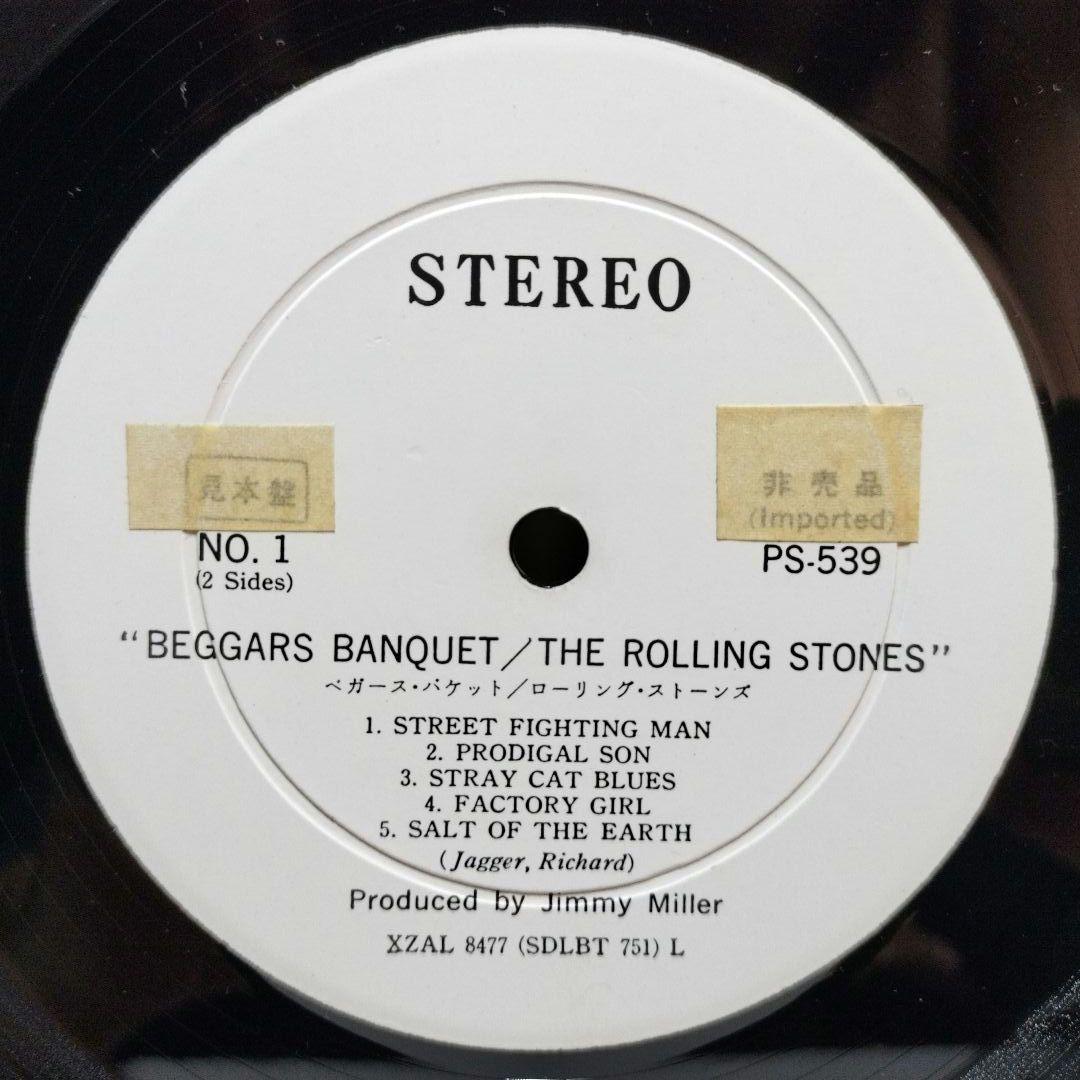 STEREO
見本盤
非売品
(Imported)
NO. 1
(2 Sides)
PS-539
“BEGGARS BANQUET/THE ROLLING STONES”
ベガース・バケット/ローリング・ストーンズ
1. STREET FIGHTING MAN
2. PRODIGAL SON
3. STRAY CAT BLUES
4. FACTORY GIRL
5. SALT OF THE EARTH
(Jagger, Richard)
Produced by Jimmy Miller
XZAL 8477 (SDLBT 751) L